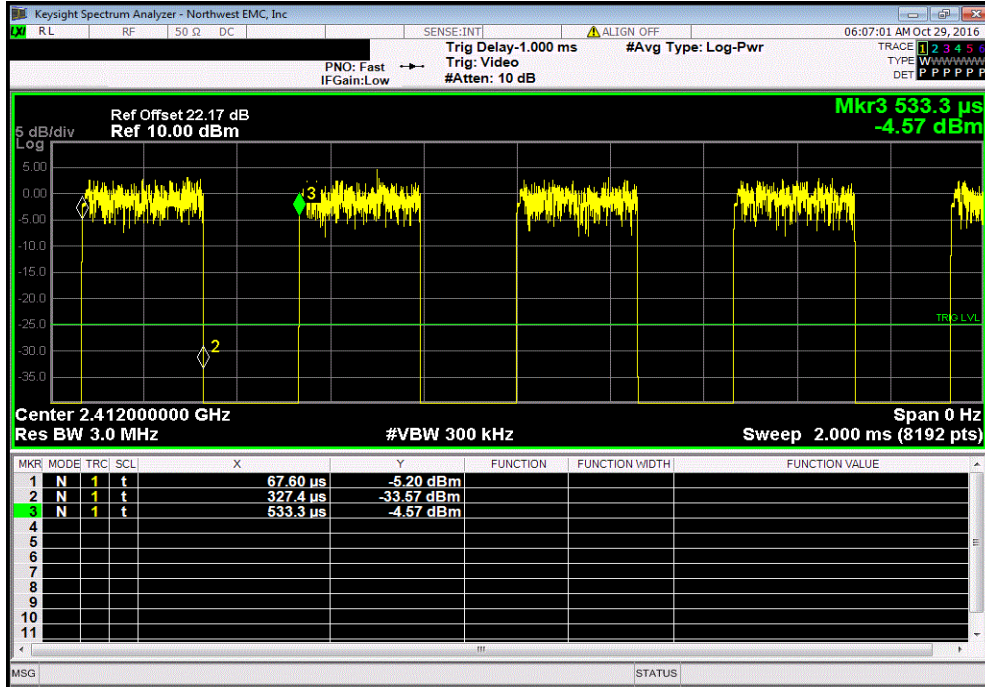 Keysight Spectrum Analyzer - Northwest EMC, Inc
LXI RL RF 50 Ω DC SENSE:INT ALIGN OFF 06:07:01 AM Oct 29, 2016
Trig Delay-1.000 ms #Avg Type: Log-Pwr TRACE 1 2 3 4 5 6
PNO: Fast Trig: Video TYPE WWWWWW
IFGain:Low #Atten: 10 dB DET P P P P P P
Mkr3 533.3 µs
-4.57 dBm
Ref Offset 22.17 dB
5 dB/div Ref 10.00 dBm
Log
5.00
0.00
3
-5.00
-10.0
-15.0
-20.0
-25.0
TRIG LVL
-30.0
2
-35.0
Center 2.412000000 GHz Span 0 Hz
Res BW 3.0 MHz #VBW 300 kHz Sweep 2.000 ms (8192 pts)
MKR MODE TRC SCL X Y FUNCTION FUNCTION WIDTH FUNCTION VALUE
1 N 1 t 67.60 µs -5.20 dBm
2 N 1 t 327.4 µs -33.57 dBm
3 N 1 t 533.3 µs -4.57 dBm
4
5
6
7
8
9
10
11
MSG STATUS